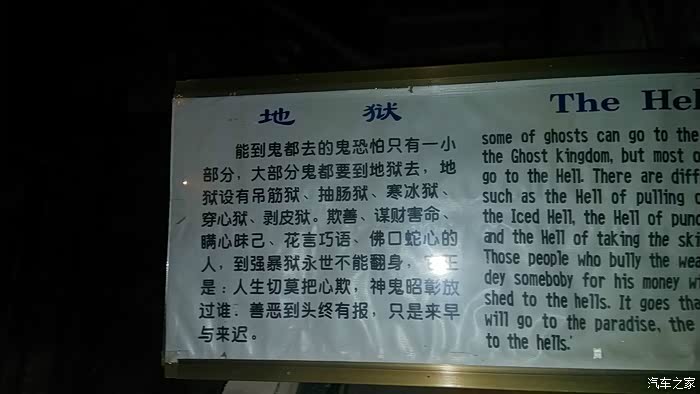 地 狱
能到鬼都去的鬼恐怕只有一小
部分，大部分鬼都要到地狱去，地
狱设有吊筋狱、抽肠狱、寒冰狱、
穿心狱、剥皮狱。欺善、谋财害命、
瞒心昧己、花言巧语、佛口蛇心的
人，到强暴狱永世不能翻身，正
是：人生切莫把心欺，神鬼昭彰放
过谁．善恶到头终有报，只是来早
与来迟。
The Hel
some of ghosts can go to the
the Ghost kingdom, but most o
go to the Hell. There are diff
such as the Hell of pulling o
the Iced Hell, the Hell of pun
and the Hell of taking the ski
Those people who bully the wea
dey someboby for his money wi
shed to the hells. It goes tha
will go to the paradise, the
to the hells.
汽车之家